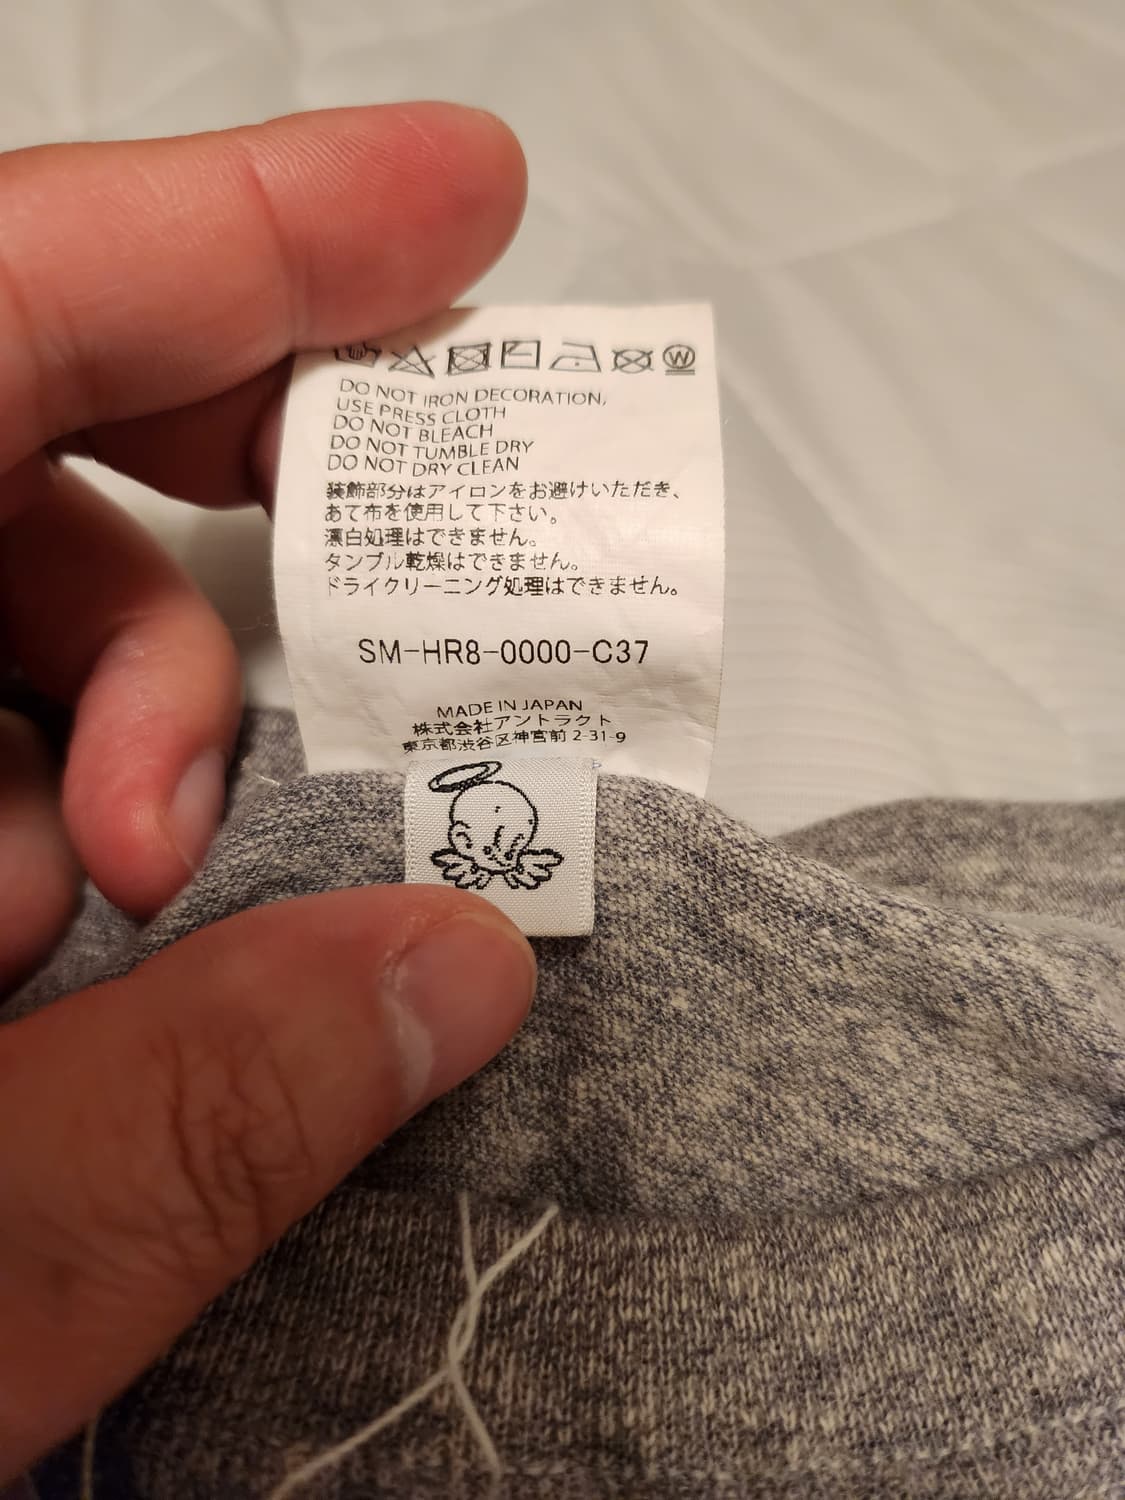 W
DO NOT IRON DECORATION,
USE PRESS CLOTH
DO NOT BLEACH
DO NOT TUMBLE DRY
DO NOT DRY CLEAN
装飾部分はアイロンをお避けいただき、
あて布を使用して下さい。
漂白処理はできません。
タンブル乾燥はできません。
ドライクリーニング処理はできません。
SM-HR8-0000-C37
MADE IN JAPAN
株式会社アントラクト
東京都渋谷区神宮前 2-31-9